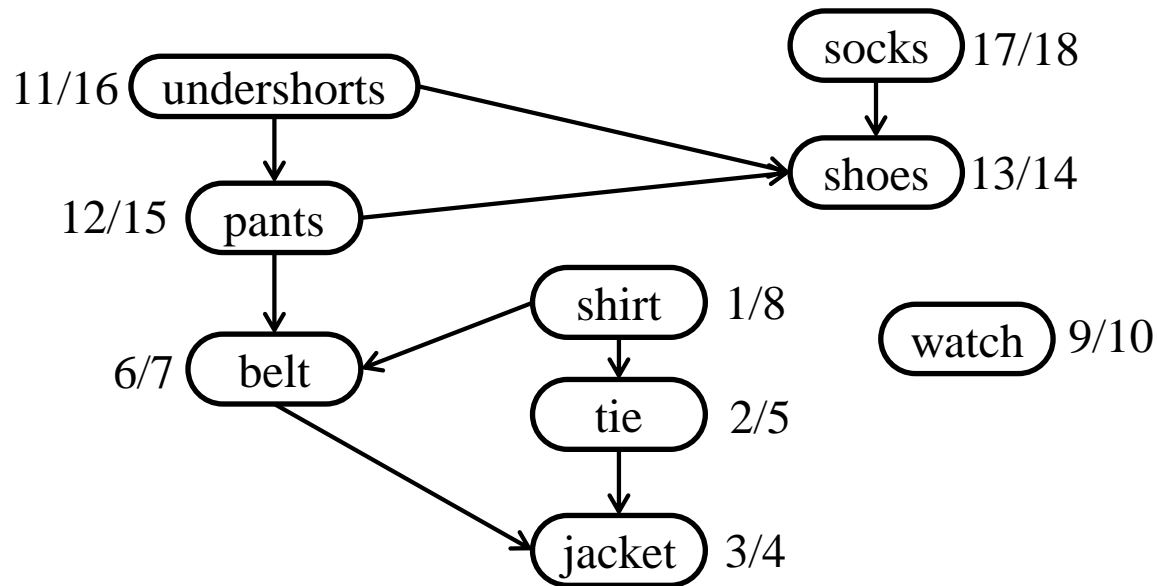 socks 17/18
11/16 undershorts
shoes 13/14
12/15 pants
shirt 1/8
watch 9/10
6/7 belt
tie 2/5
jacket 3/4